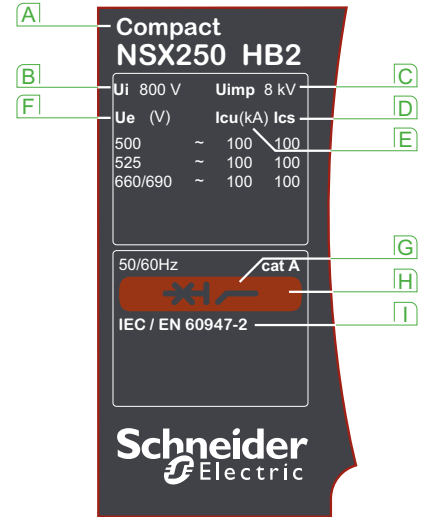 A
Compact
NSX250 HB2
B
Ui 800 V Uimp 8 kV
C
F
Ue (V) Icu(kA) Ics
D
E
500 ~ 100 100
525 ~ 100 100
660/690 ~ 100 100
G
50/60Hz cat A
H
IEC / EN 60947-2
I
Schneider
Electric